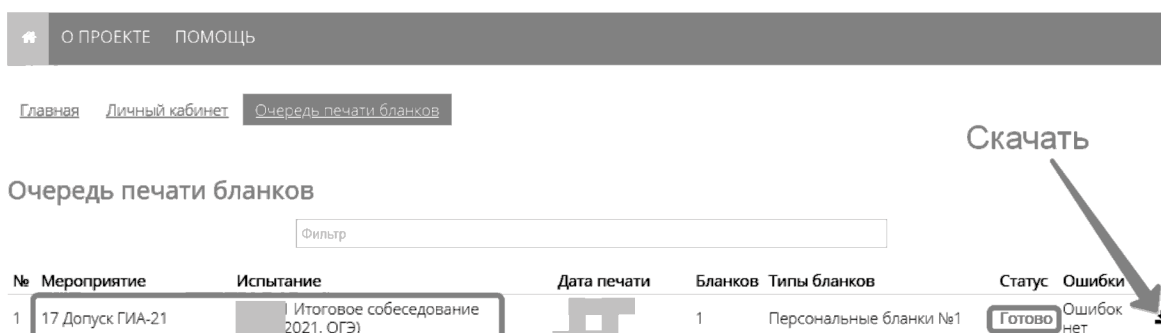 О ПРОЕКТЕ ПОМОЩЬ
Главная Личный кабинет Очередь печати бланков
Скачать
Очередь печати бланков
Фильтр
№ Мероприятие Испытание Дата печати Бланков Типы бланков Статус Ошибки
1 17 Допуск ГИА-21 Итоговое собеседование 2021, ОГЭ) 1 Персональные бланки №1 Готово Ошибок нет